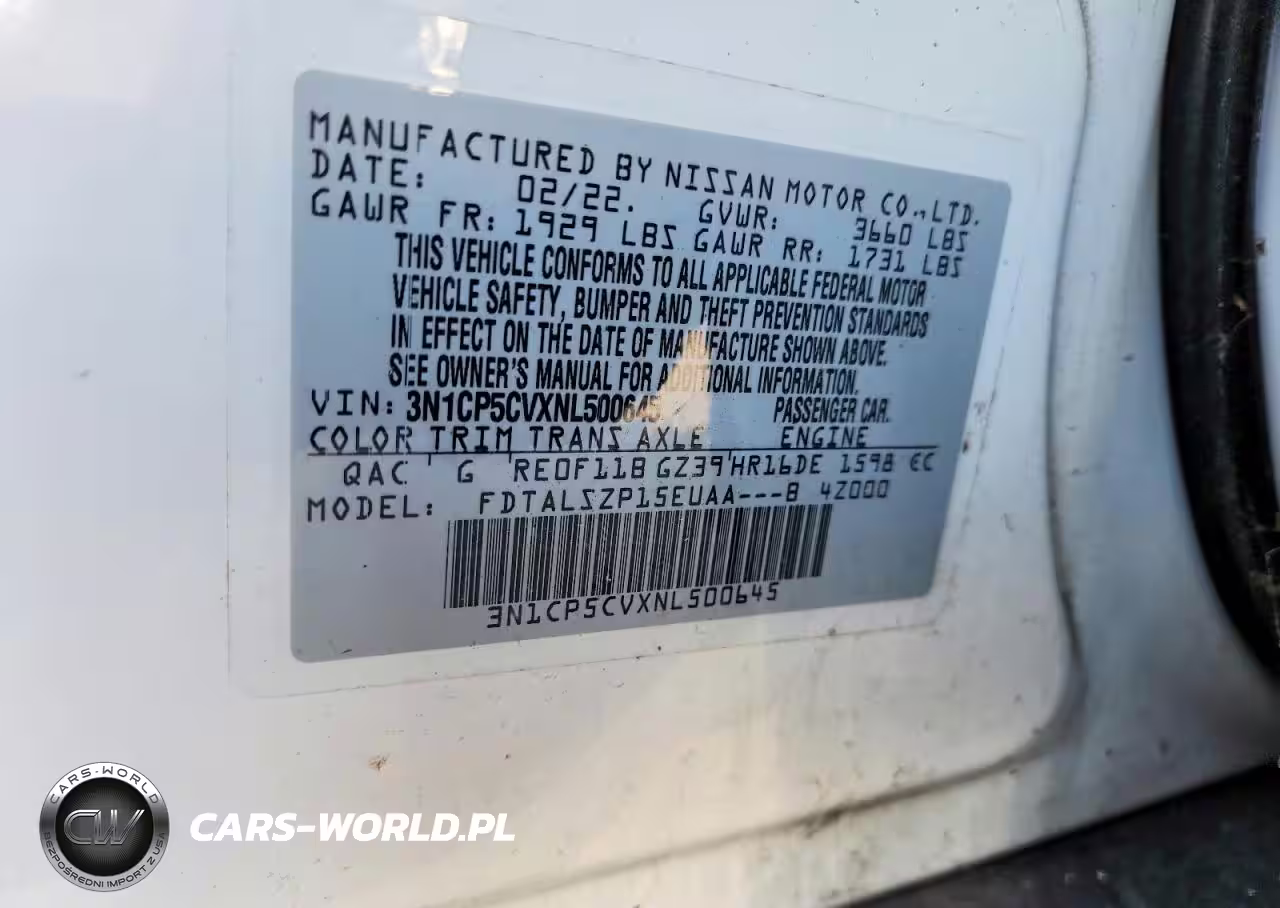 MANUFACTURED BY NISSAN MOTOR CO., LTD.
DATE: 02/22. GVWR: 3660 LBS
GAWR FR: 1929 LBS GAWR RR: 1731 LBS
THIS VEHICLE CONFORMS TO ALL APPLICABLE FEDERAL MOTOR
VEHICLE SAFETY, BUMPER AND THEFT PREVENTION STANDARDS
IN EFFECT ON THE DATE OF MANUFACTURE SHOWN ABOVE.
SEE OWNER'S MANUAL FOR ADDITIONAL INFORMATION.
VIN: 3N1CP5CVXNL500645 PASSENGER CAR.
COLOR TRIM TRANS AXLE ENGINE
QAC G RE0F11B GZ39 HR16DE 1598 CC
MODEL: FDTALSZP15EUAA---B 4Z000
3N1CP5CVXNL500645
CARS-WORLD
CW
BEZPOŚREDNI IMPORT Z USA
CARS-WORLD.PL